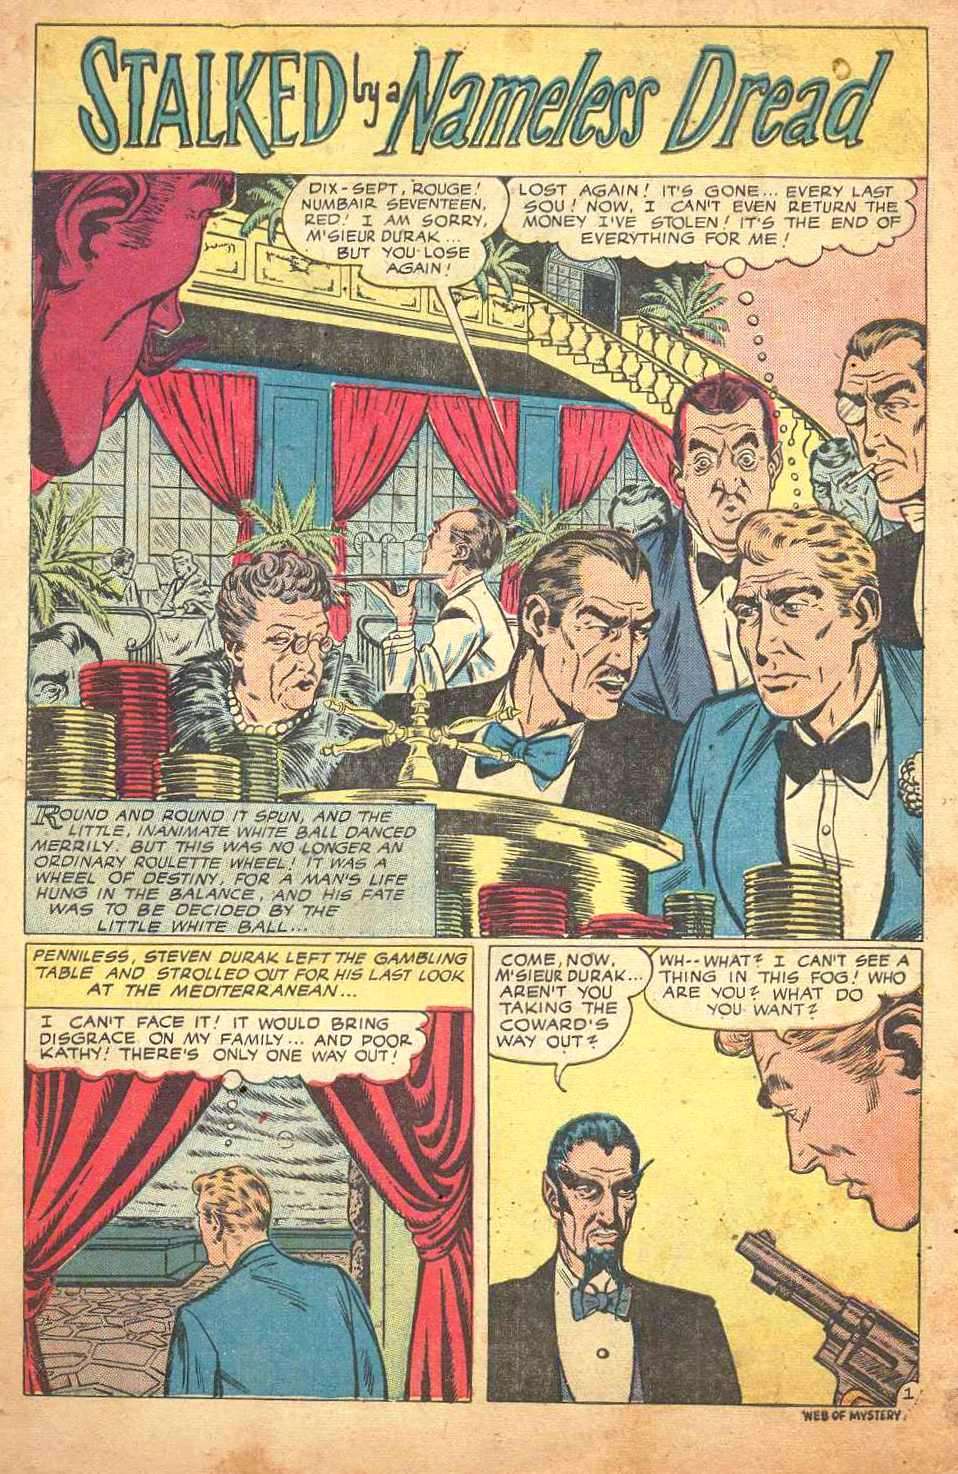 STALKED by a Nameless Dread
DIX-SEPT, ROUGE!
NUMBAIR SEVENTEEN,
RED! I AM SORRY,
M'SIEUR DURAK...
BUT YOU LOSE
AGAIN!
LOST AGAIN! IT'S GONE... EVERY LAST
SOU! NOW, I CAN'T EVEN RETURN THE
MONEY I'VE STOLEN! IT'S THE END OF
EVERYTHING FOR ME!
ROUND AND ROUND IT SPUN, AND THE
LITTLE, INANIMATE WHITE BALL DANCED
MERRILY. BUT THIS WAS NO LONGER AN
ORDINARY ROULETTE WHEEL! IT WAS A
WHEEL OF DESTINY, FOR A MAN'S LIFE
HUNG IN THE BALANCE, AND HIS FATE
WAS TO BE DECIDED BY THE
LITTLE WHITE BALL...
PENNILESS, STEVEN DURAK LEFT THE GAMBLING
TABLE AND STROLLED OUT FOR HIS LAST LOOK
AT THE MEDITERRANEAN...
I CAN'T FACE IT! IT WOULD BRING
DISGRACE ON MY FAMILY... AND POOR
KATHY! THERE'S ONLY ONE WAY OUT!
COME, NOW,
M'SIEUR DURAK...
AREN'T YOU
TAKING THE
COWARD'S
WAY OUT?
WH--WHAT? I CAN'T SEE A
THING IN THIS FOG! WHO
ARE YOU? WHAT DO
YOU WANT?
1
WEB OF MYSTERY